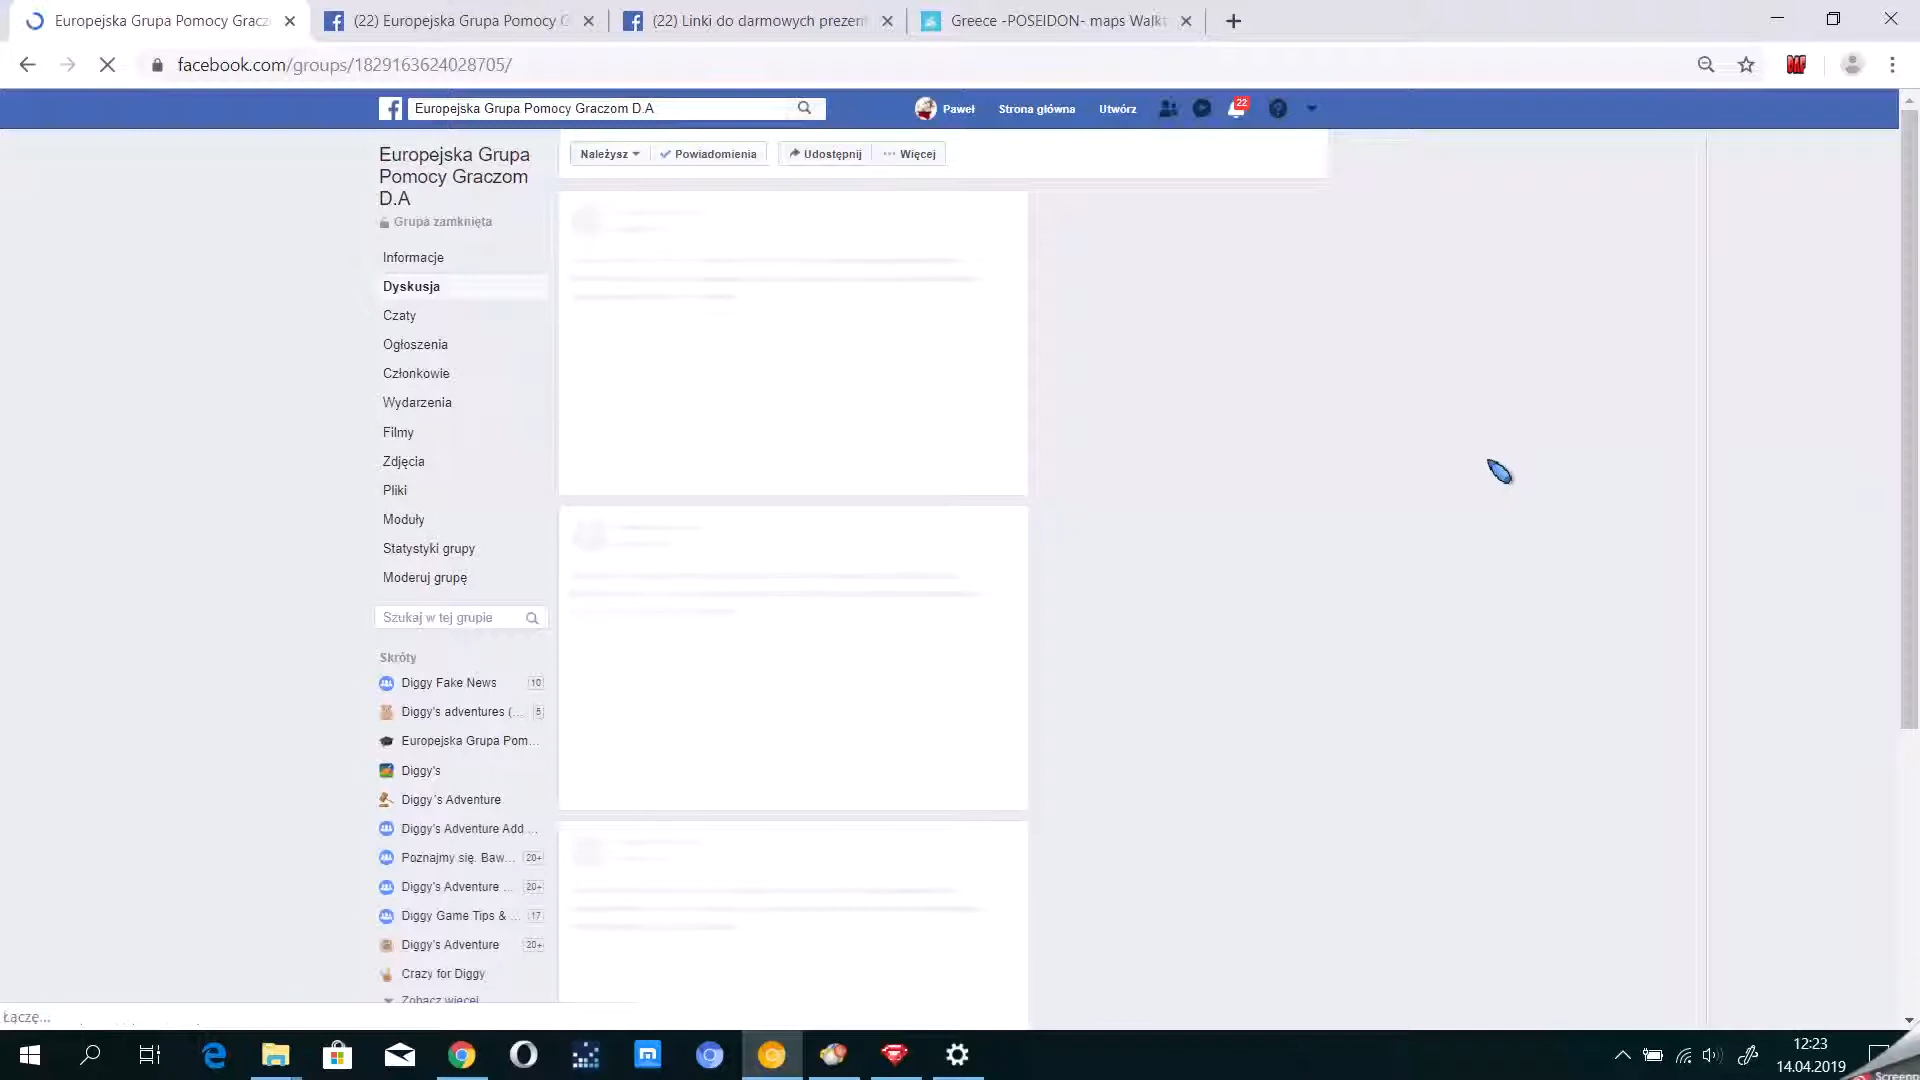 Europejska Grupa Pomocy Gracz
(22) Europejska Grupa Pomocy G
(22) Linki do darmowych prezen
Greece -POSEIDON- maps Walkt
facebook.com/groups/1829163624028705/
Europejska Grupa Pomocy Graczom D.A
Paweł
Strona główna
Utwórz
22
Europejska Grupa
Pomocy Graczom
D.A
Grupa zamknięta
Należysz
Powiadomienia
Udostępnij
Więcej
Informacje
Dyskusja
Czaty
Ogłoszenia
Członkowie
Wydarzenia
Filmy
Zdjęcia
Pliki
Moduły
Statystyki grupy
Moderuj grupę
Szukaj w tej grupie
Skróty
Diggy Fake News 10
Diggy's adventures (... 5
Europejska Grupa Pom...
Diggy's
Diggy´s Adventure
Diggy's Adventure Add ...
Poznajmy się. Baw... 20+
Diggy's Adventure ... 20+
Diggy Game Tips & ... 17
Diggy's Adventure 20+
Crazy for Diggy
Zobacz więcej
Łączę...
12:23
14.04.2019